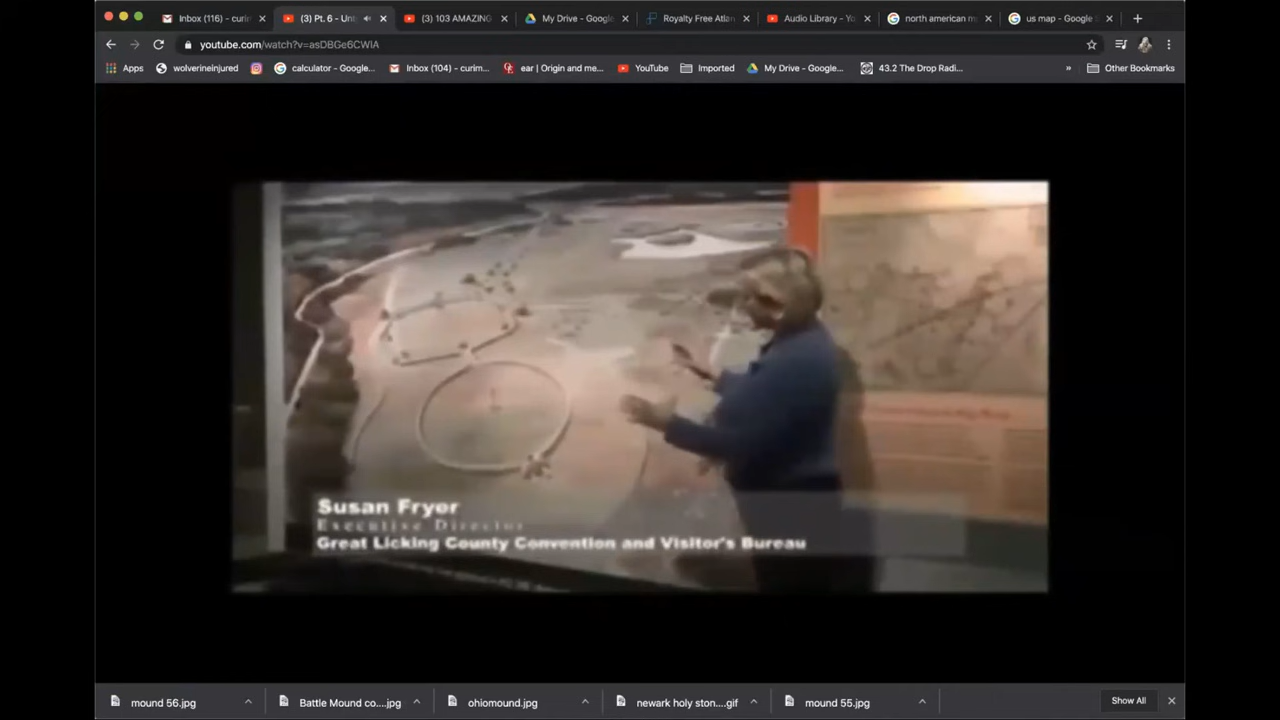 Inbox (116) - curim
(3) Pt. 6 - Unt
(3) 103 AMAZING
My Drive - Google
Royalty Free Atlan
Audio Library - Yo
north american m
us map - Google S
youtube.com/watch?v=asDBGe6CWIA
Apps
wolverineinjured
calculator - Google...
Inbox (104) - curim...
ear | Origin and me...
YouTube
Imported
My Drive - Google...
43.2 The Drop Radi...
»
Other Bookmarks
Susan Fryer
Executive Director
Great Licking County Convention and Visitor's Bureau
mound 56.jpg
Battle Mound co....jpg
ohiomound.jpg
newark holy ston....gif
mound 55.jpg
Show All